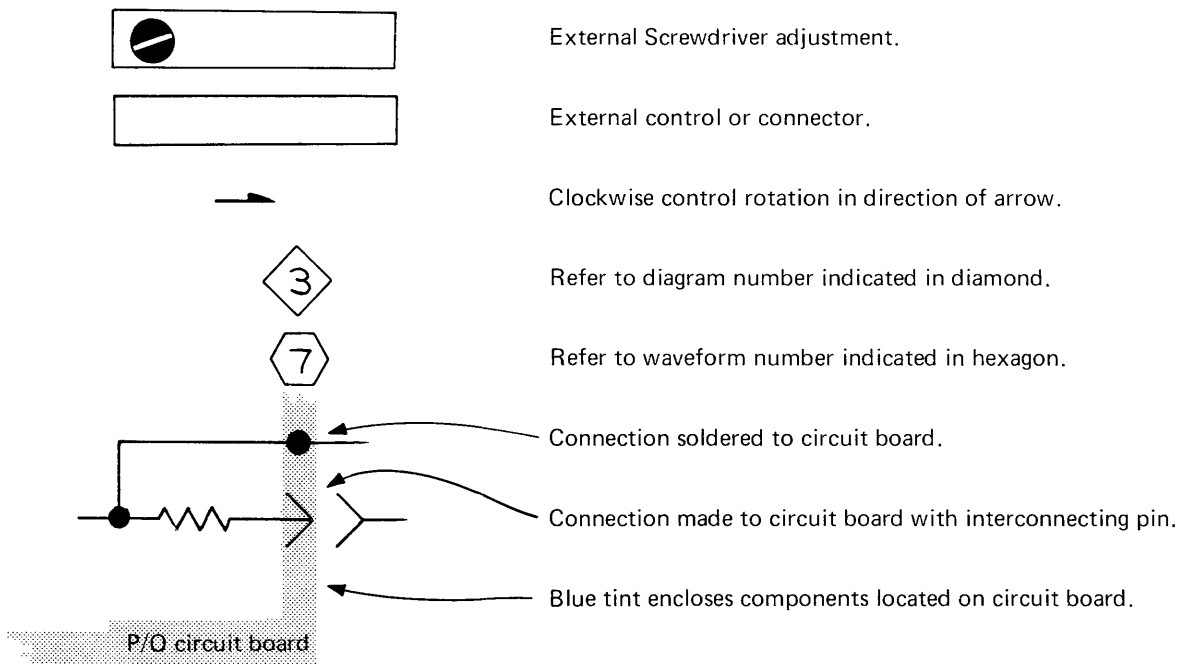 External Screwdriver adjustment.
External control or connector.
Clockwise control rotation in direction of arrow.
3
Refer to diagram number indicated in diamond.
7
Refer to waveform number indicated in hexagon.
Connection soldered to circuit board.
Connection made to circuit board with interconnecting pin.
Blue tint encloses components located on circuit board.
P/O circuit board